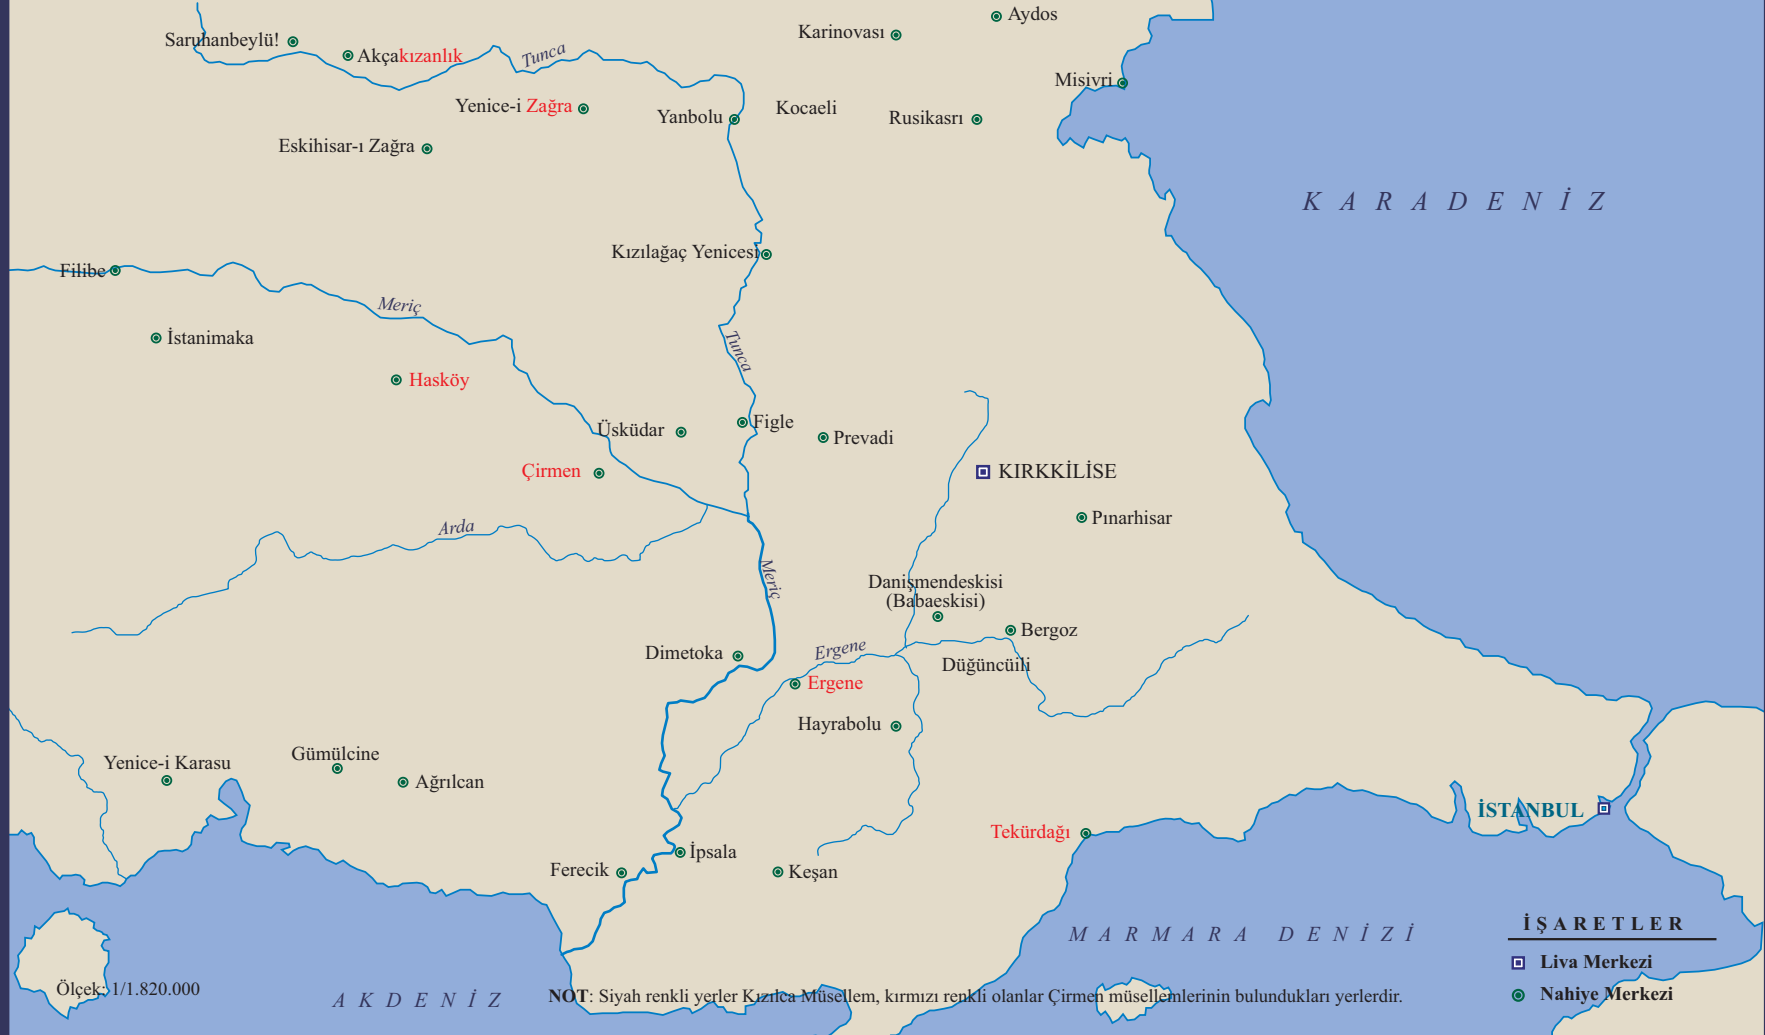 Aydos
Karinovası
Saruhanbeylü!
Akçakızanlık
Tunca
Misivri
Yenice-i Zağra
Yanbolu
Kocaeli
Rusikasrı
Eskihisar-ı Zağra
KARADENİZ
Kızılağaç Yenicesi
Filibe
Meriç
İstanimaka
Tunca
Hasköy
Üsküdar
Figle
Prevadi
Çirmen
KIRKKİLİSE
Pınarhisar
Arda
Meriç
Danişmendeskisi
(Babaeskisi)
Bergoz
Dimetoka
Ergene
Düğüncüili
Ergene
Hayrabolu
Yenice-i Karasu
Gümülcine
Ağrılcan
İSTANBUL
Tekürdağı
İpsala
Ferecik
Keşan
MARMARA DENİZİ
İŞARETLER
Liva Merkezi
Nahiye Merkezi
Ölçek: 1/1.820.000
AKDENİZ
NOT: Siyah renkli yerler Kızılca Müsellem, kırmızı renkli olanlar Çirmen müsellemlerinin bulundukları yerlerdir.